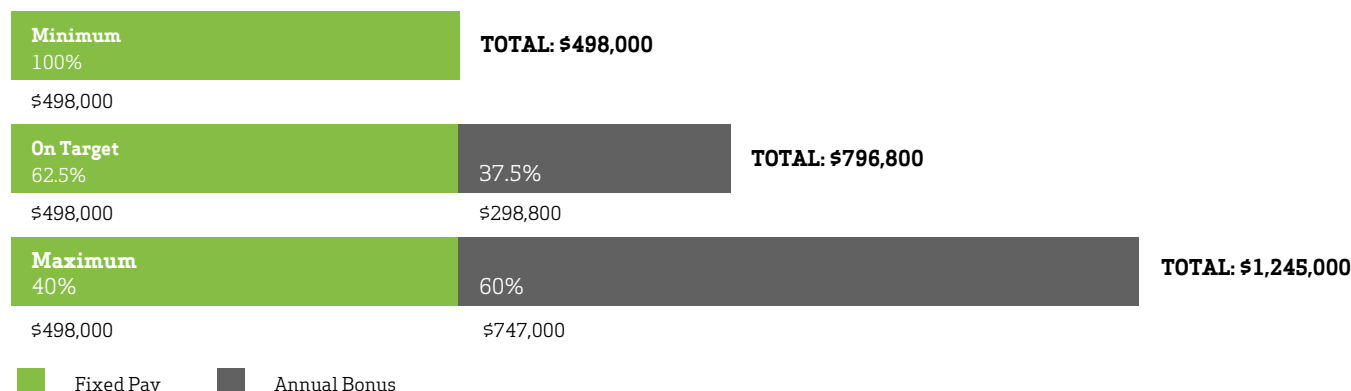 Minimum
100%
TOTAL: $498,000
$498,000
On Target
62.5%
37.5%
TOTAL: $796,800
$498,000
$298,800
Maximum
40%
60%
TOTAL: $1,245,000
$498,000
$747,000
Fixed Pay
Annual Bonus